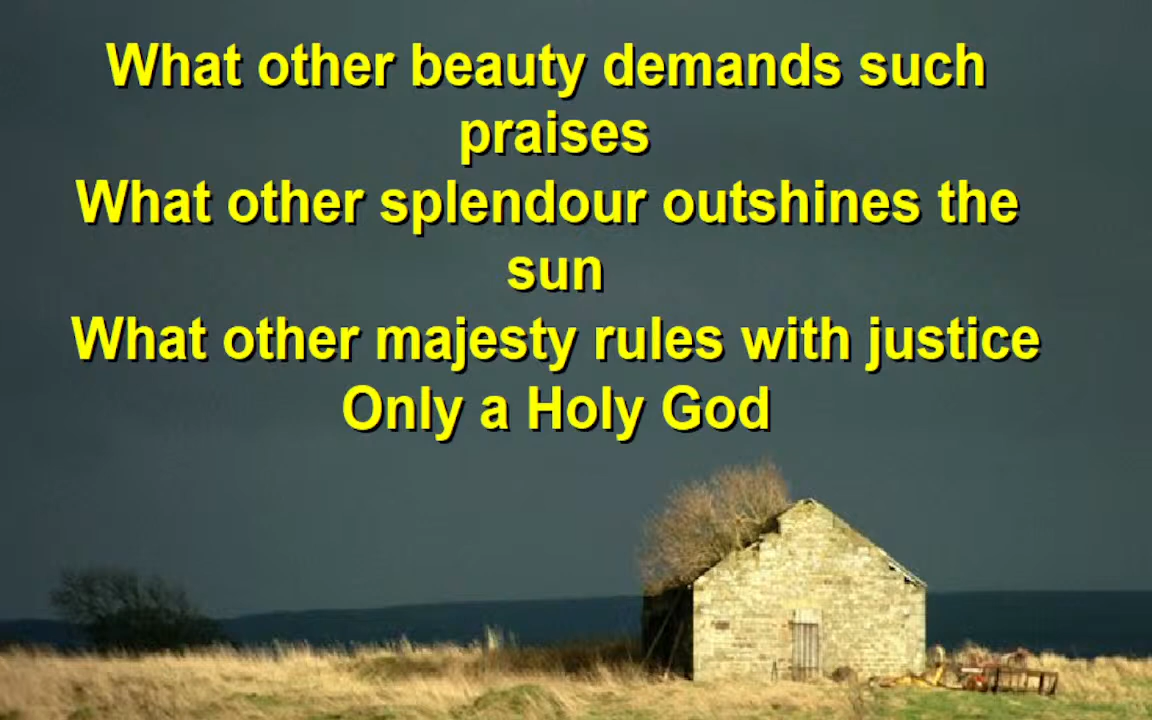 What other beauty demands such
praises
What other splendour outshines the
sun
What other majesty rules with justice
Only a Holy God